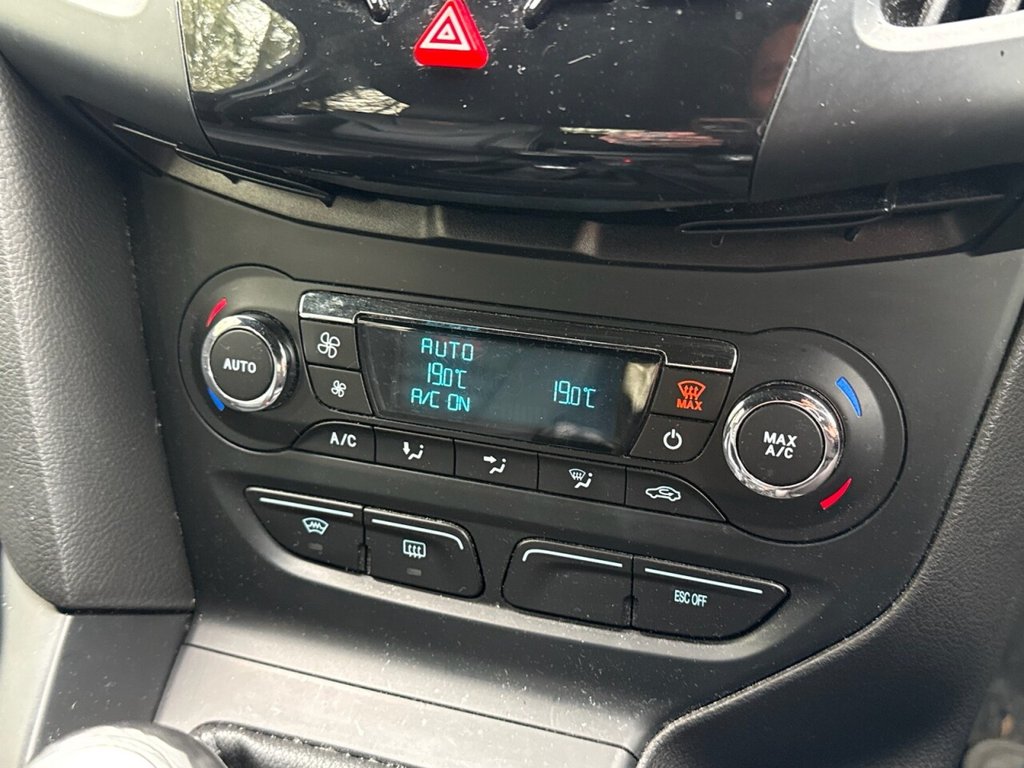 AUTO
AUTO
19.0°C
A/C ON
19.0°C
MAX
MAX
A/C
A/C
ESC OFF